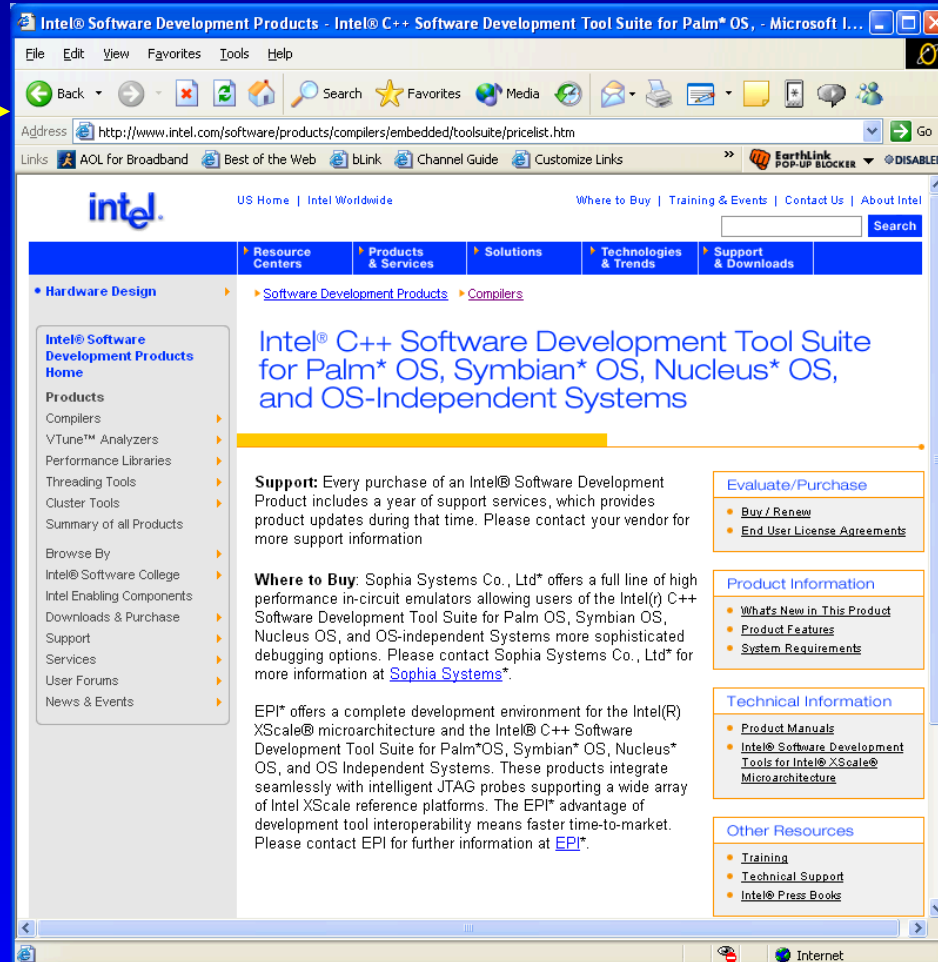 Intel® Software Development Products - Intel® C++ Software Development Tool Suite for Palm* OS, - Microsoft I...
File Edit View Favorites Tools Help
Back Search Favorites Media
Address http://www.intel.com/software/products/compilers/embedded/toolsuite/pricelist.htm Go
Links AOL for Broadband Best of the Web bLink Channel Guide Customize Links » EarthLink POP-UP BLOCKER DISABLE
intel.
US Home | Intel Worldwide
Where to Buy | Training & Events | Contact Us | About Intel
Search
Resource Centers
Products & Services
Solutions
Technologies & Trends
Support & Downloads
Hardware Design
Software Development Products Compilers
Intel® Software
Development Products
Home
Products
Compilers
VTune™ Analyzers
Performance Libraries
Threading Tools
Cluster Tools
Summary of all Products
Browse By
Intel® Software College
Intel Enabling Components
Downloads & Purchase
Support
Services
User Forums
News & Events
Intel® C++ Software Development Tool Suite
for Palm* OS, Symbian* OS, Nucleus* OS,
and OS-Independent Systems
Support: Every purchase of an Intel® Software Development
Product includes a year of support services, which provides
product updates during that time. Please contact your vendor for
more support information
Where to Buy: Sophia Systems Co., Ltd* offers a full line of high
performance in-circuit emulators allowing users of the Intel(r) C++
Software Development Tool Suite for Palm OS, Symbian OS,
Nucleus OS, and OS-independent Systems more sophisticated
debugging options. Please contact Sophia Systems Co., Ltd* for
more information at Sophia Systems*.
EPI* offers a complete development environment for the Intel(R)
XScale® microarchitecture and the Intel® C++ Software
Development Tool Suite for Palm*OS, Symbian* OS, Nucleus*
OS, and OS Independent Systems. These products integrate
seamlessly with intelligent JTAG probes supporting a wide array
of Intel XScale reference platforms. The EPI* advantage of
development tool interoperability means faster time-to-market.
Please contact EPI for further information at EPI*.
Evaluate/Purchase
Buy / Renew
End User License Agreements
Product Information
What's New in This Product
Product Features
System Requirements
Technical Information
Product Manuals
Intel® Software Development
Tools for Intel® XScale®
Microarchitecture
Other Resources
Training
Technical Support
Intel® Press Books
Internet